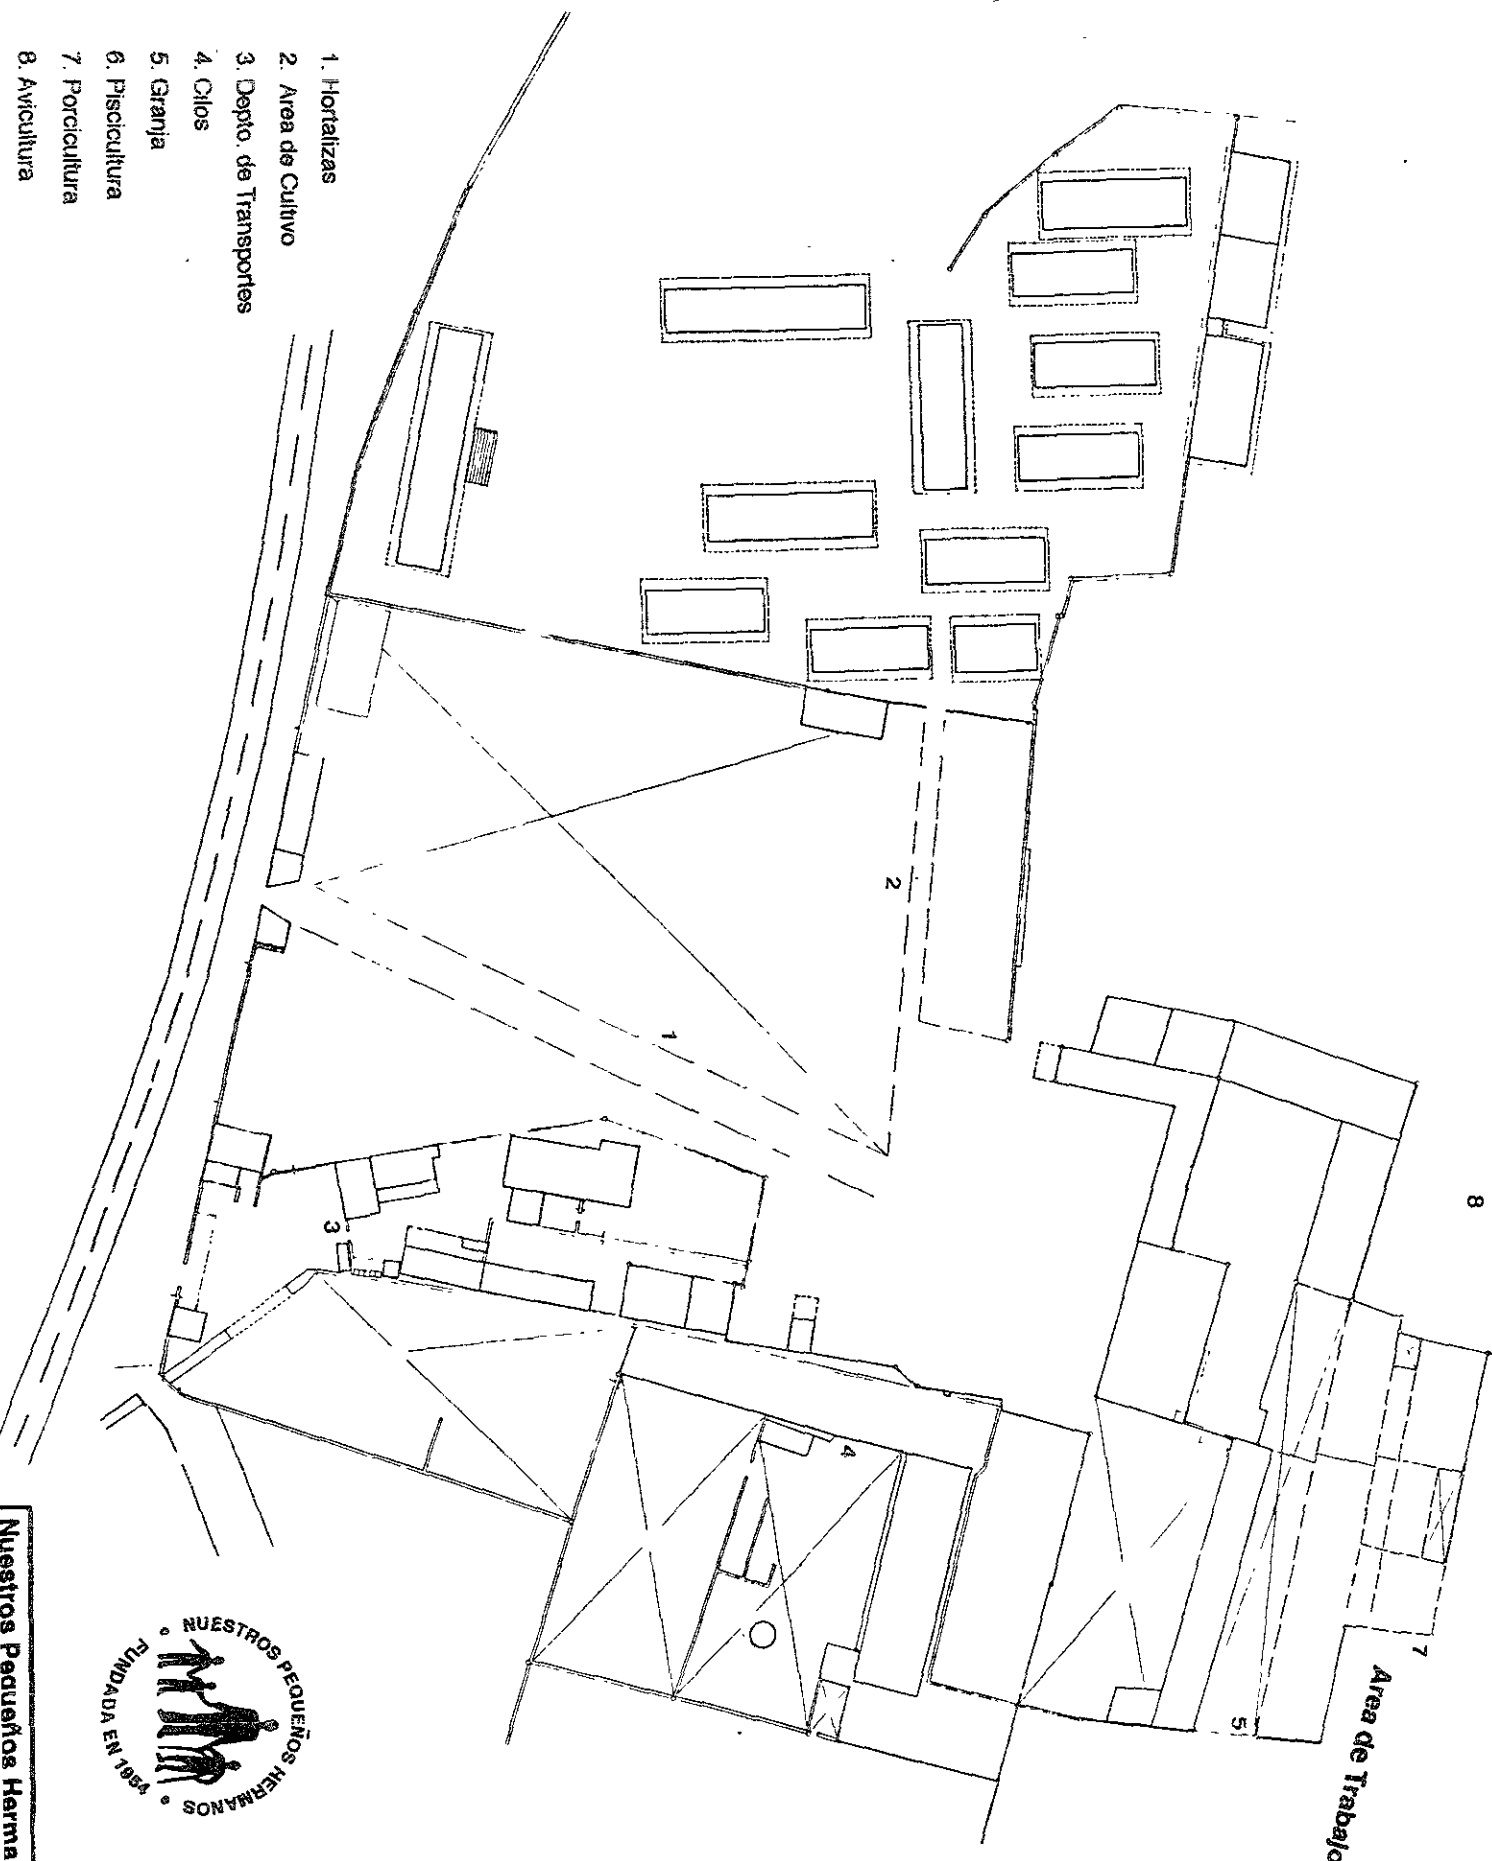 Area de Trabajo
1. Hortalizas
2. Area de Cultivo
3. Depto. de Transportes
4. Cilos
5. Granja
6. Piscicultura
7. Porcicultura
8. Avicultura
1
2
3
4
5
7
8
NUESTROS PEQUEÑOS HERMANOS
FUNDADA EN 1954
Nuestros Pequeños Herma